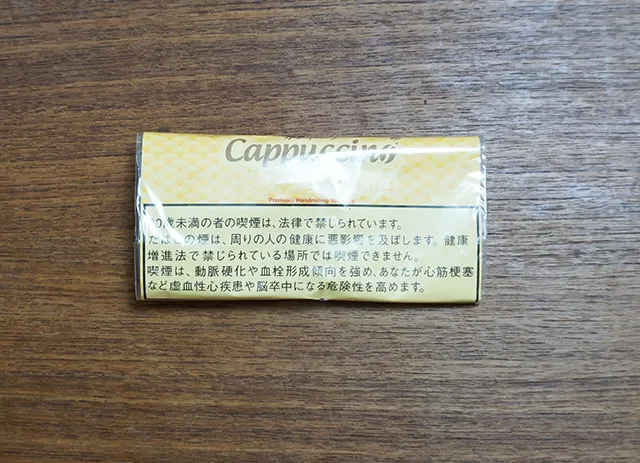 Cappuccino
Premium Handrolling
20歳未満の者の喫煙は、法律で禁じられています。
たばこの煙は、周りの人の健康に悪影響を及ぼします。健康
増進法で禁じられている場所では喫煙できません。
喫煙は、動脈硬化や血栓形成傾向を強め、あなたが心筋梗塞
など虚血性心疾患や脳卒中になる危険性を高めます。